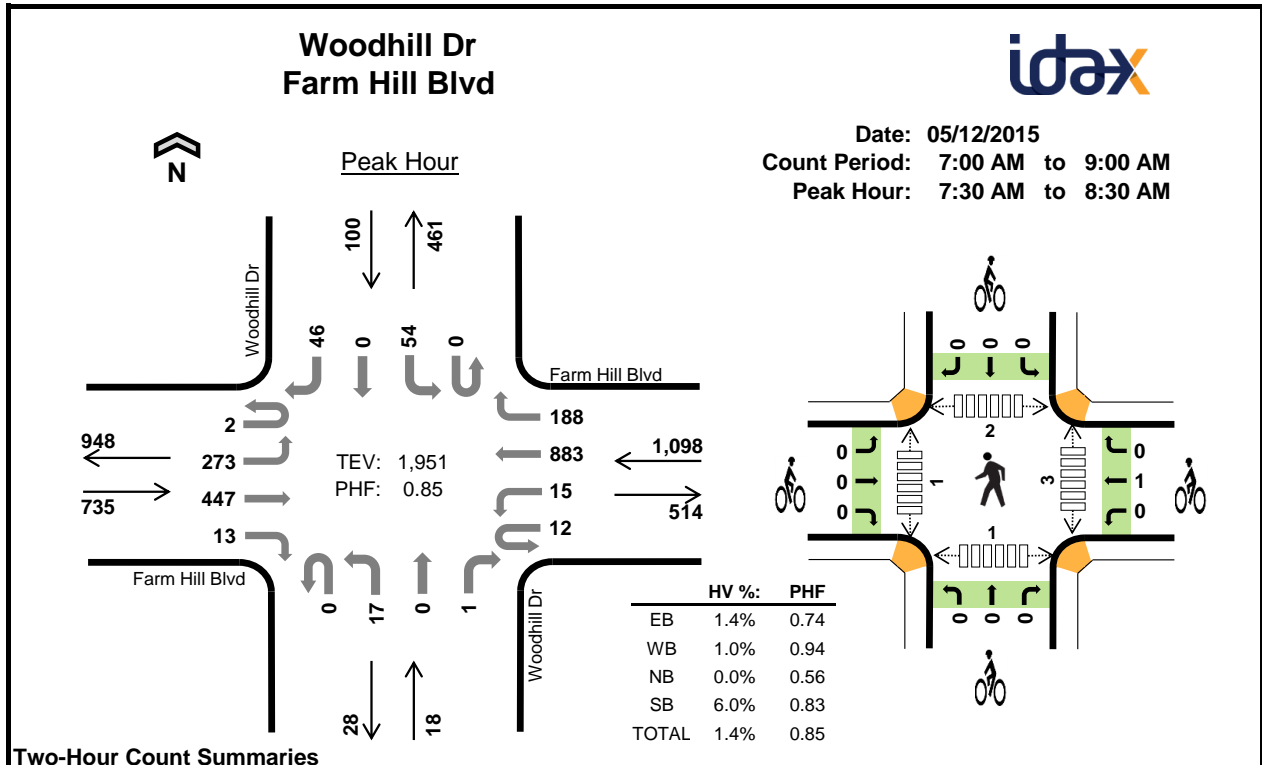 Woodhill Dr
Farm Hill Blvd
idax
Date: 05/12/2015
Count Period: 7:00 AM to 9:00 AM
Peak Hour: 7:30 AM to 8:30 AM
N
Peak Hour
100
461
Woodhill Dr
46
0
54
0
Farm Hill Blvd
2
273
447
13
948
735
TEV: 1,951
PHF: 0.85
188
883
15
12
1,098
514
Farm Hill Blvd
0
17
0
1
Woodhill Dr
28
18
HV %: PHF
EB 1.4% 0.74
WB 1.0% 0.94
NB 0.0% 0.56
SB 6.0% 0.83
TOTAL 1.4% 0.85
0 0 0
2
0
0
0
1
3
0
1
0
1
0 0 0
Two-Hour Count Summaries